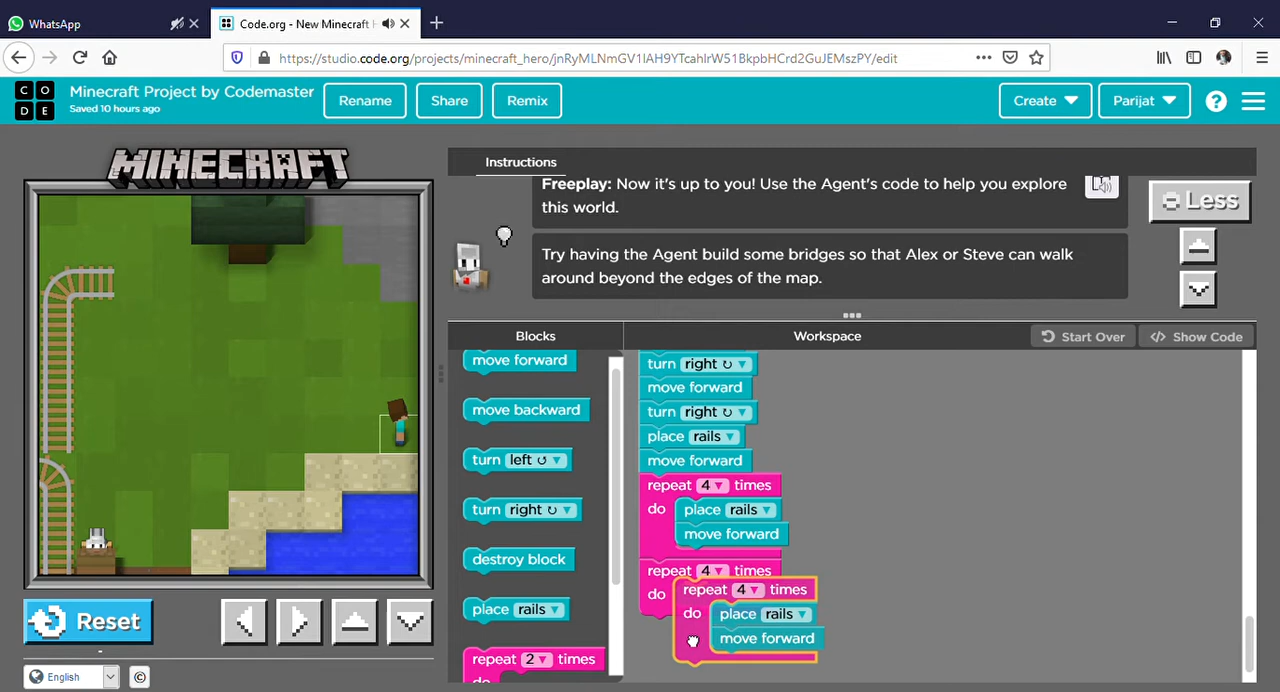 WhatsApp
Code.org - New Minecraft H
https://studio.code.org/projects/minecraft_hero/jnRyMLNmGV1IAH9YTcahlrW51BkpbHCrd2GuJEMszPY/edit
C O D E
Minecraft Project by Codemaster
Saved 10 hours ago
Rename
Share
Remix
Create
Parijat
?
MINECRAFT
Instructions
Freeplay: Now it's up to you! Use the Agent's code to help you explore
this world.
Less
Try having the Agent build some bridges so that Alex or Steve can walk
around beyond the edges of the map.
Blocks
Workspace
Start Over
Show Code
move forward
move backward
turn left
turn right
destroy block
place rails
repeat 2 times
do
turn right
move forward
turn right
place rails
move forward
repeat 4 times
do place rails
move forward
repeat 4 times
do
repeat 4 times
do place rails
move forward
Reset
English
©